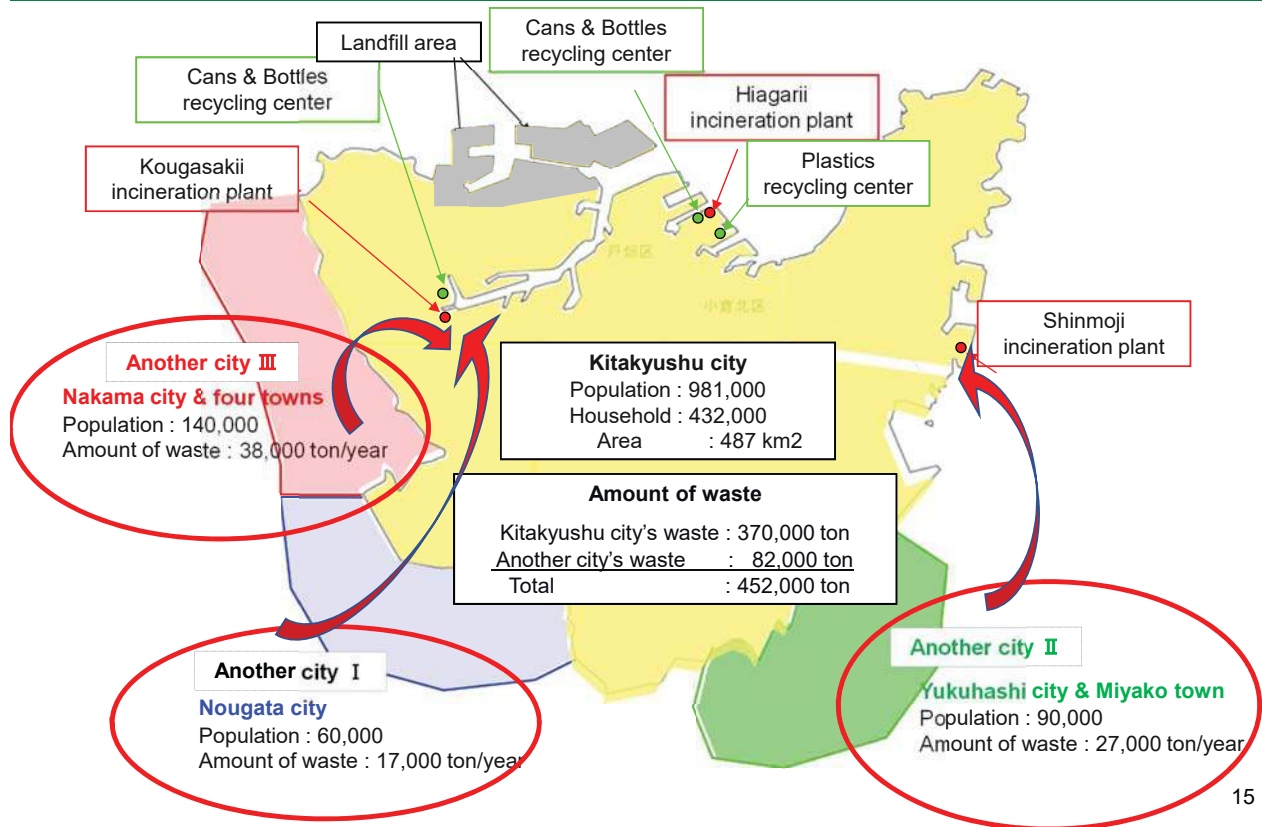 Landfill area
Cans & Bottles
recycling center
Cans & Bottles
recycling center
Hiagarii
incineration plant
Plastics
recycling center
Kougasakii
incineration plant
戸畑区
小倉北区
Shinmoji
incineration plant
Another city Ⅲ
Nakama city & four towns
Population : 140,000
Amount of waste : 38,000 ton/year
Kitakyushu city
Population : 981,000
Household : 432,000
Area : 487 km2
Amount of waste
Kitakyushu city's waste : 370,000 ton
Another city's waste : 82,000 ton
Total : 452,000 ton
Another city Ⅰ
Nougata city
Population : 60,000
Amount of waste : 17,000 ton/year
Another city Ⅱ
Yukuhashi city & Miyako town
Population : 90,000
Amount of waste : 27,000 ton/year
15